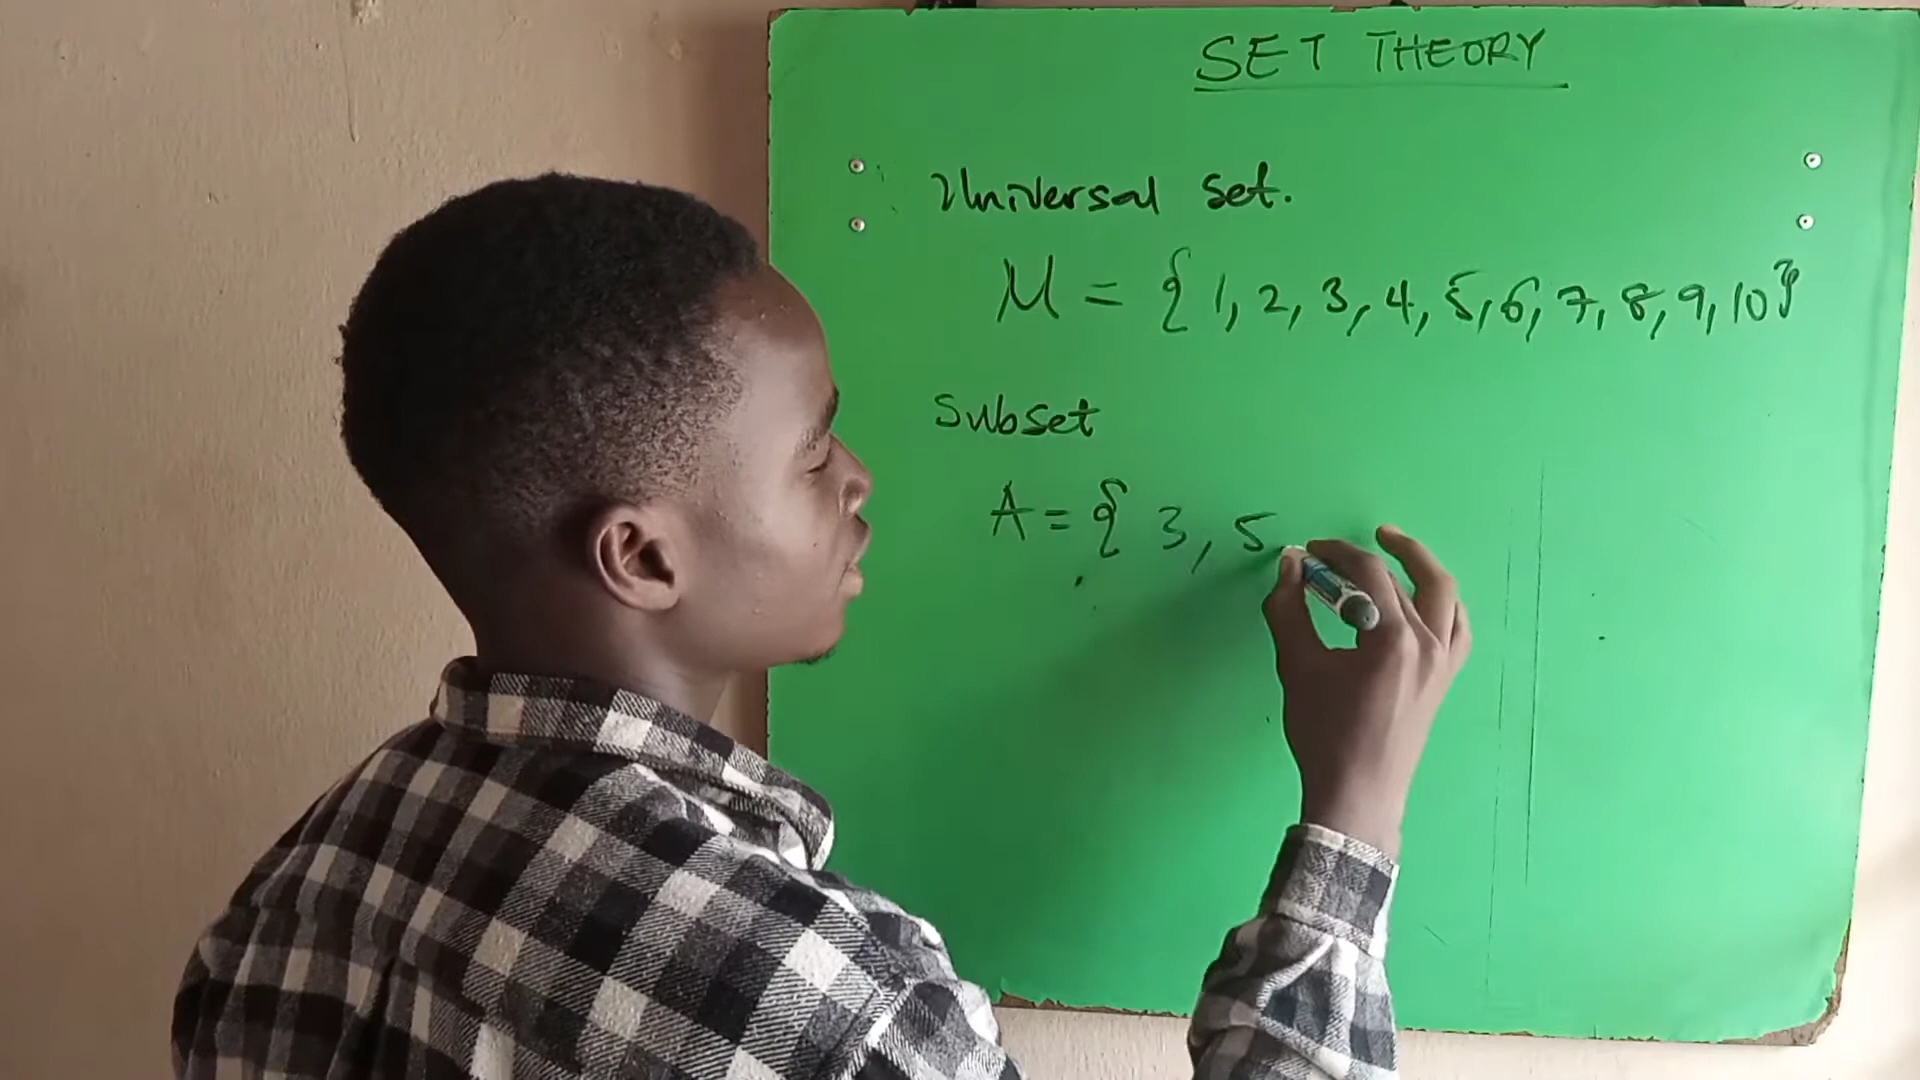 SET THEORY
Universal set.
M = { 1, 2, 3, 4, 5, 6, 7, 8, 9, 10}
Subset
A = { 3, 5